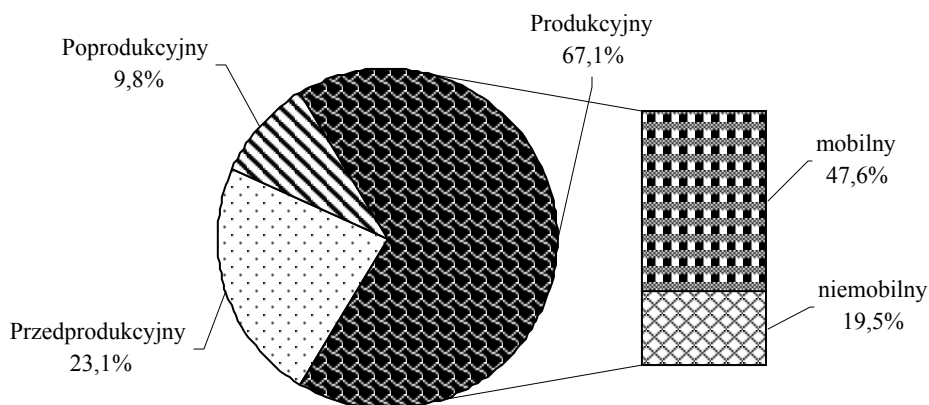 Produkcyjny
67,1%
Poprodukcyjny
9,8%
mobilny
47,6%
niemobilny
19,5%
Przedprodukcyjny
23,1%